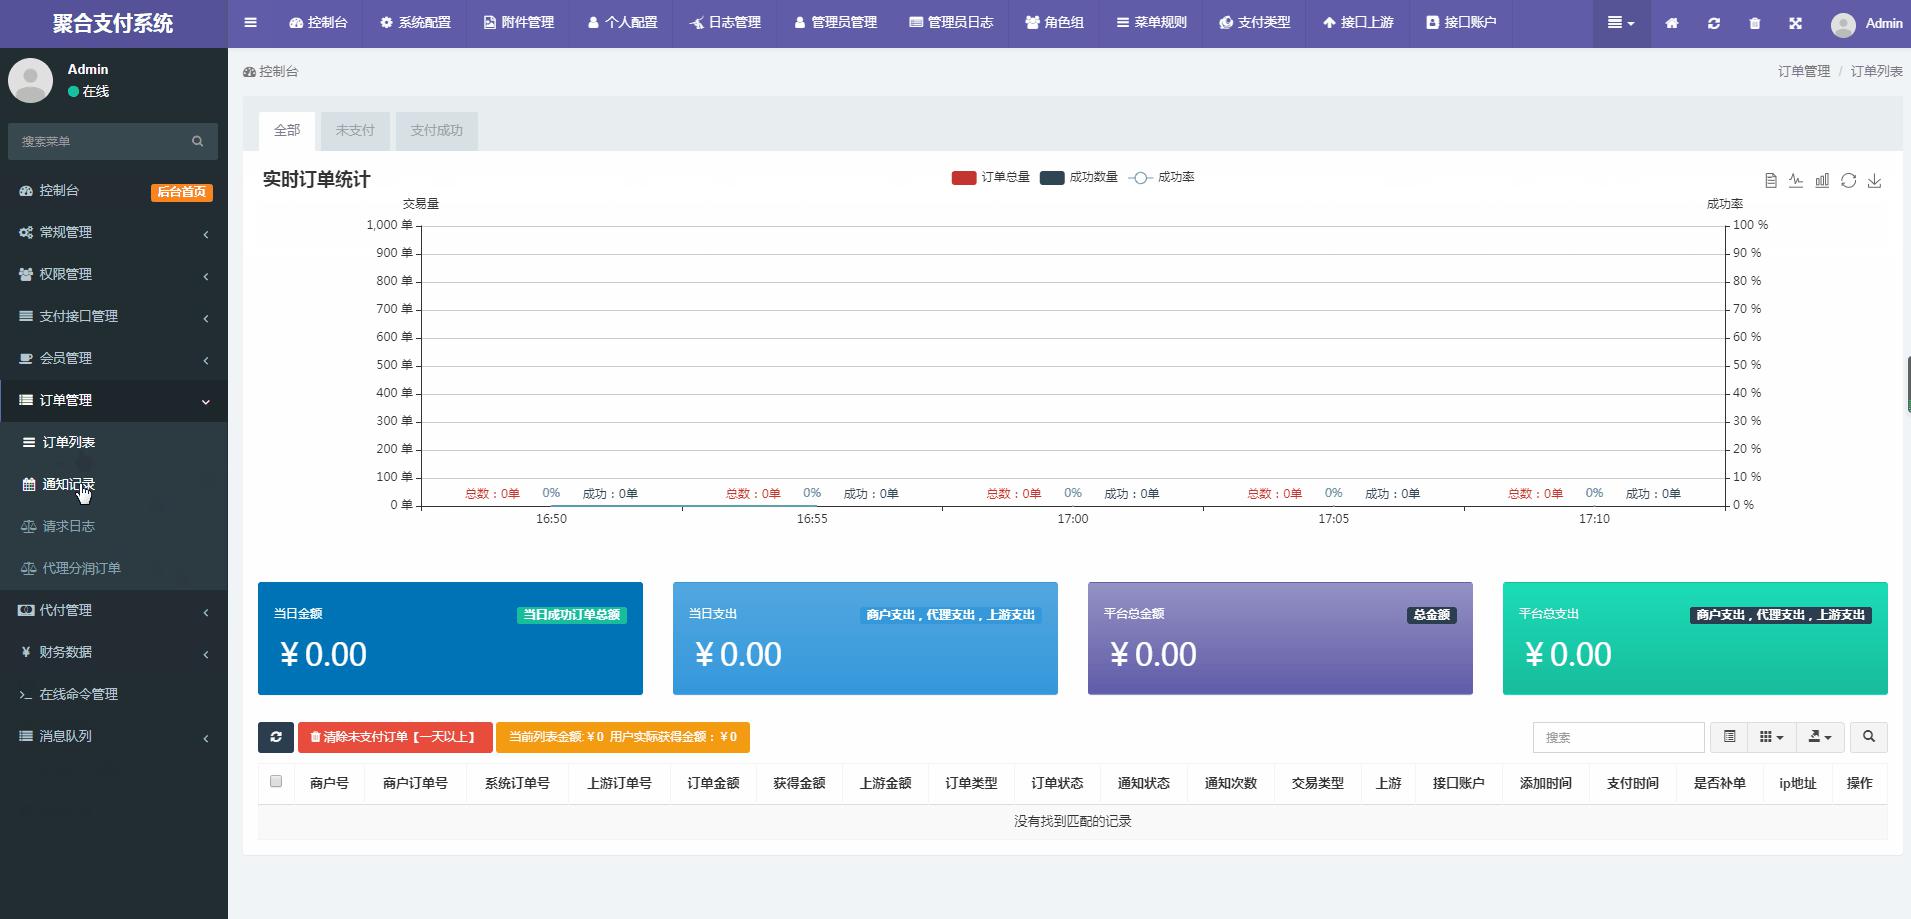 聚合支付系统
控制台
系统配置
附件管理
个人配置
日志管理
管理员管理
管理员日志
角色组
菜单规则
支付类型
接口上游
接口账户
Admin
Admin
在线
搜索菜单
控制台 后台首页
常规管理
权限管理
支付接口管理
会员管理
订单管理
订单列表
通知记录
请求日志
代理分润订单
代付管理
财务数据
在线命令管理
消息队列
控制台
订单管理 / 订单列表
全部
未支付
支付成功
实时订单统计
订单总量 成功数量 成功率
交易量
成功率
1,000 单
900 单
800 单
700 单
600 单
500 单
400 单
300 单
200 单
100 单
0 单
100 %
90 %
80 %
70 %
60 %
50 %
40 %
30 %
20 %
10 %
0 %
总数：0单 0% 成功：0单
总数：0单 0% 成功：0单
总数：0单 0% 成功：0单
总数：0单 0% 成功：0单
总数：0单 0% 成功：0单
16:50 16:55 17:00 17:05 17:10
当日金额 当日成功订单总额
¥ 0.00
当日支出 商户支出，代理支出，上游支出
¥ 0.00
平台总金额 总金额
¥ 0.00
平台总支出 商户支出，代理支出，上游支出
¥ 0.00
清除未支付订单【一天以上】
当前列表金额:¥ 0 用户实际获得金额：¥ 0
搜索
商户号 商户订单号 系统订单号 上游订单号 订单金额 获得金额 上游金额 订单类型 订单状态 通知状态 通知次数 交易类型 上游 接口账户 添加时间 支付时间 是否补单 ip地址 操作
没有找到匹配的记录